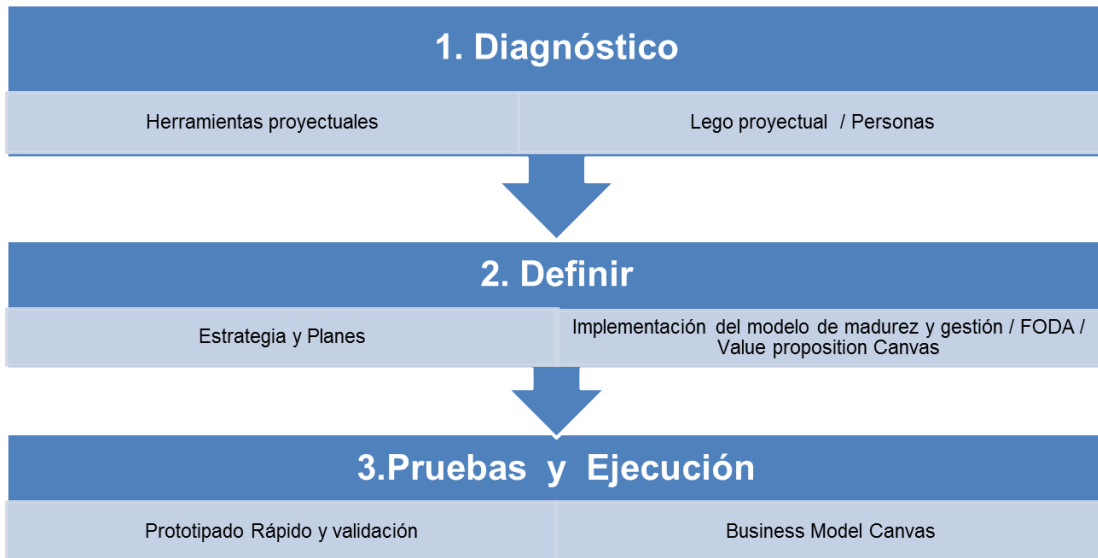 1. Diagnóstico
Herramientas proyectuales
Lego proyectual / Personas
2. Definir
Estrategia y Planes
Implementación del modelo de madurez y gestión / FODA /
Value proposition Canvas
3.Pruebas y Ejecución
Prototipado Rápido y validación
Business Model Canvas